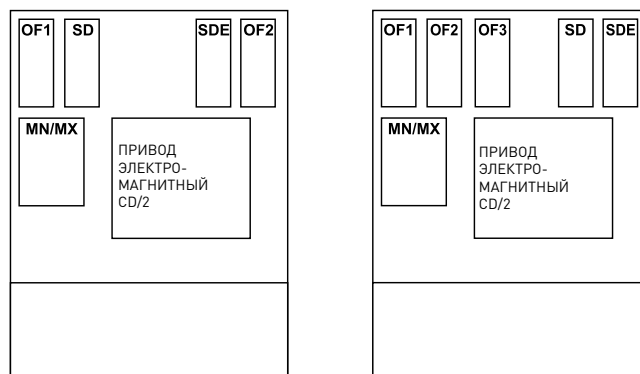 OF1 SD SDE OF2
MN/MX
ПРИВОД
ЭЛЕКТРО-
МАГНИТНЫЙ
CD/2
OF1 OF2 OF3 SD SDE
MN/MX
ПРИВОД
ЭЛЕКТРО-
МАГНИТНЫЙ
CD/2